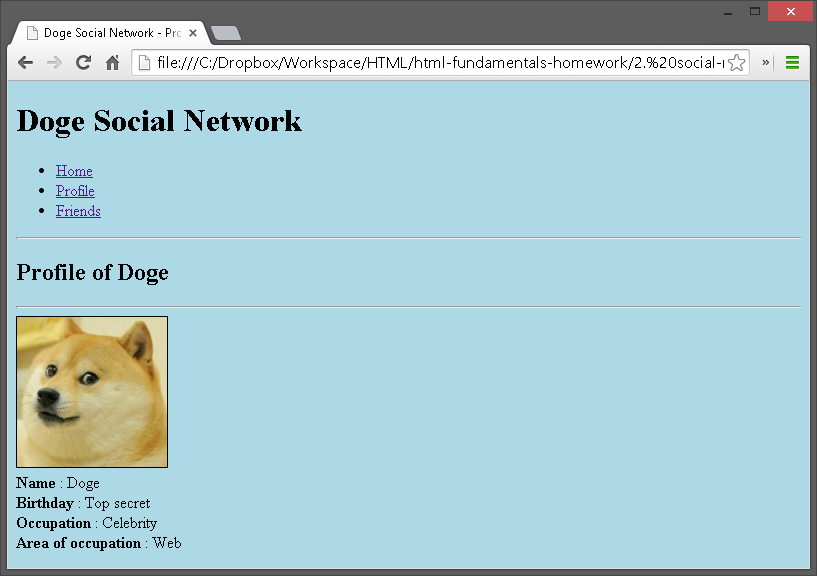 Doge Social Network - Pro
file:///C:/Dropbox/Workspace/HTML/html-fundamentals-homework/2.%20social-
Doge Social Network
Home
Profile
Friends
Profile of Doge
Name : Doge
Birthday : Top secret
Occupation : Celebrity
Area of occupation : Web